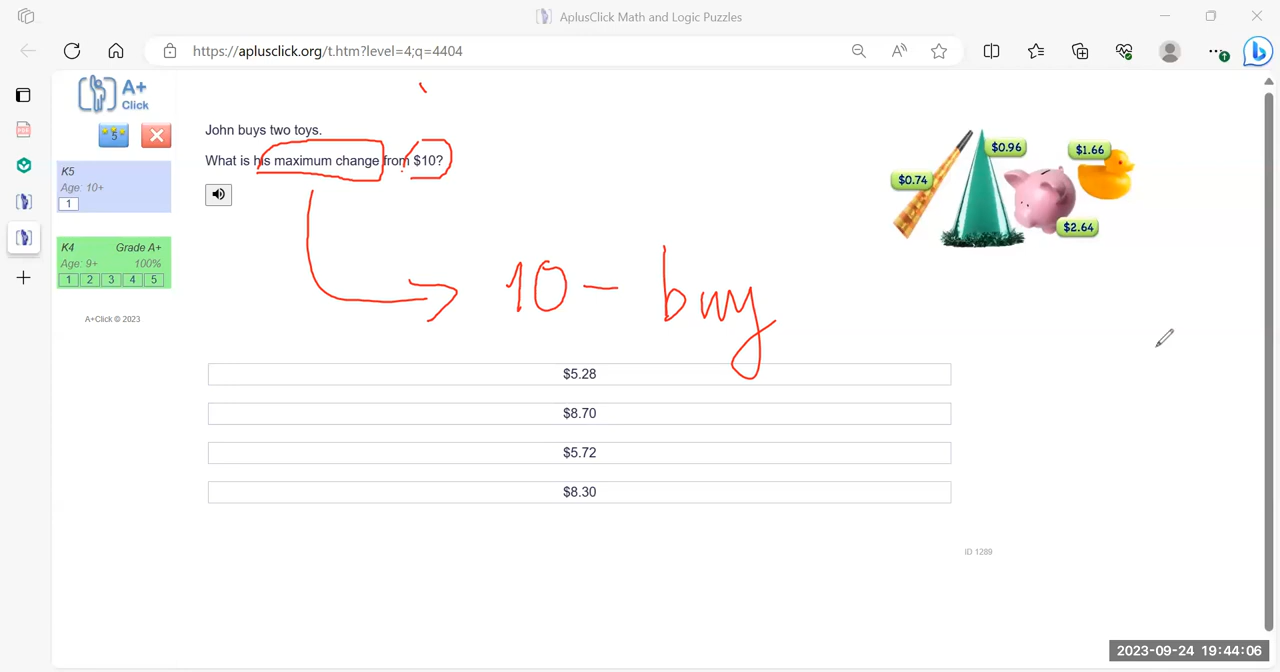 AplusClick Math and Logic Puzzles
https://aplusclick.org/t.htm?level=4;q=4404
A+
Click
5
John buys two toys.
What is his maximum change from $10?
K5
Age: 10+
1
K4 Grade A+
Age: 9+ 100%
1 2 3 4 5
A+Click © 2023
$0.74
$0.96
$1.66
$2.64
10 - buy
$5.28
$8.70
$5.72
$8.30
ID 1289
2023-09-24 19:44:06